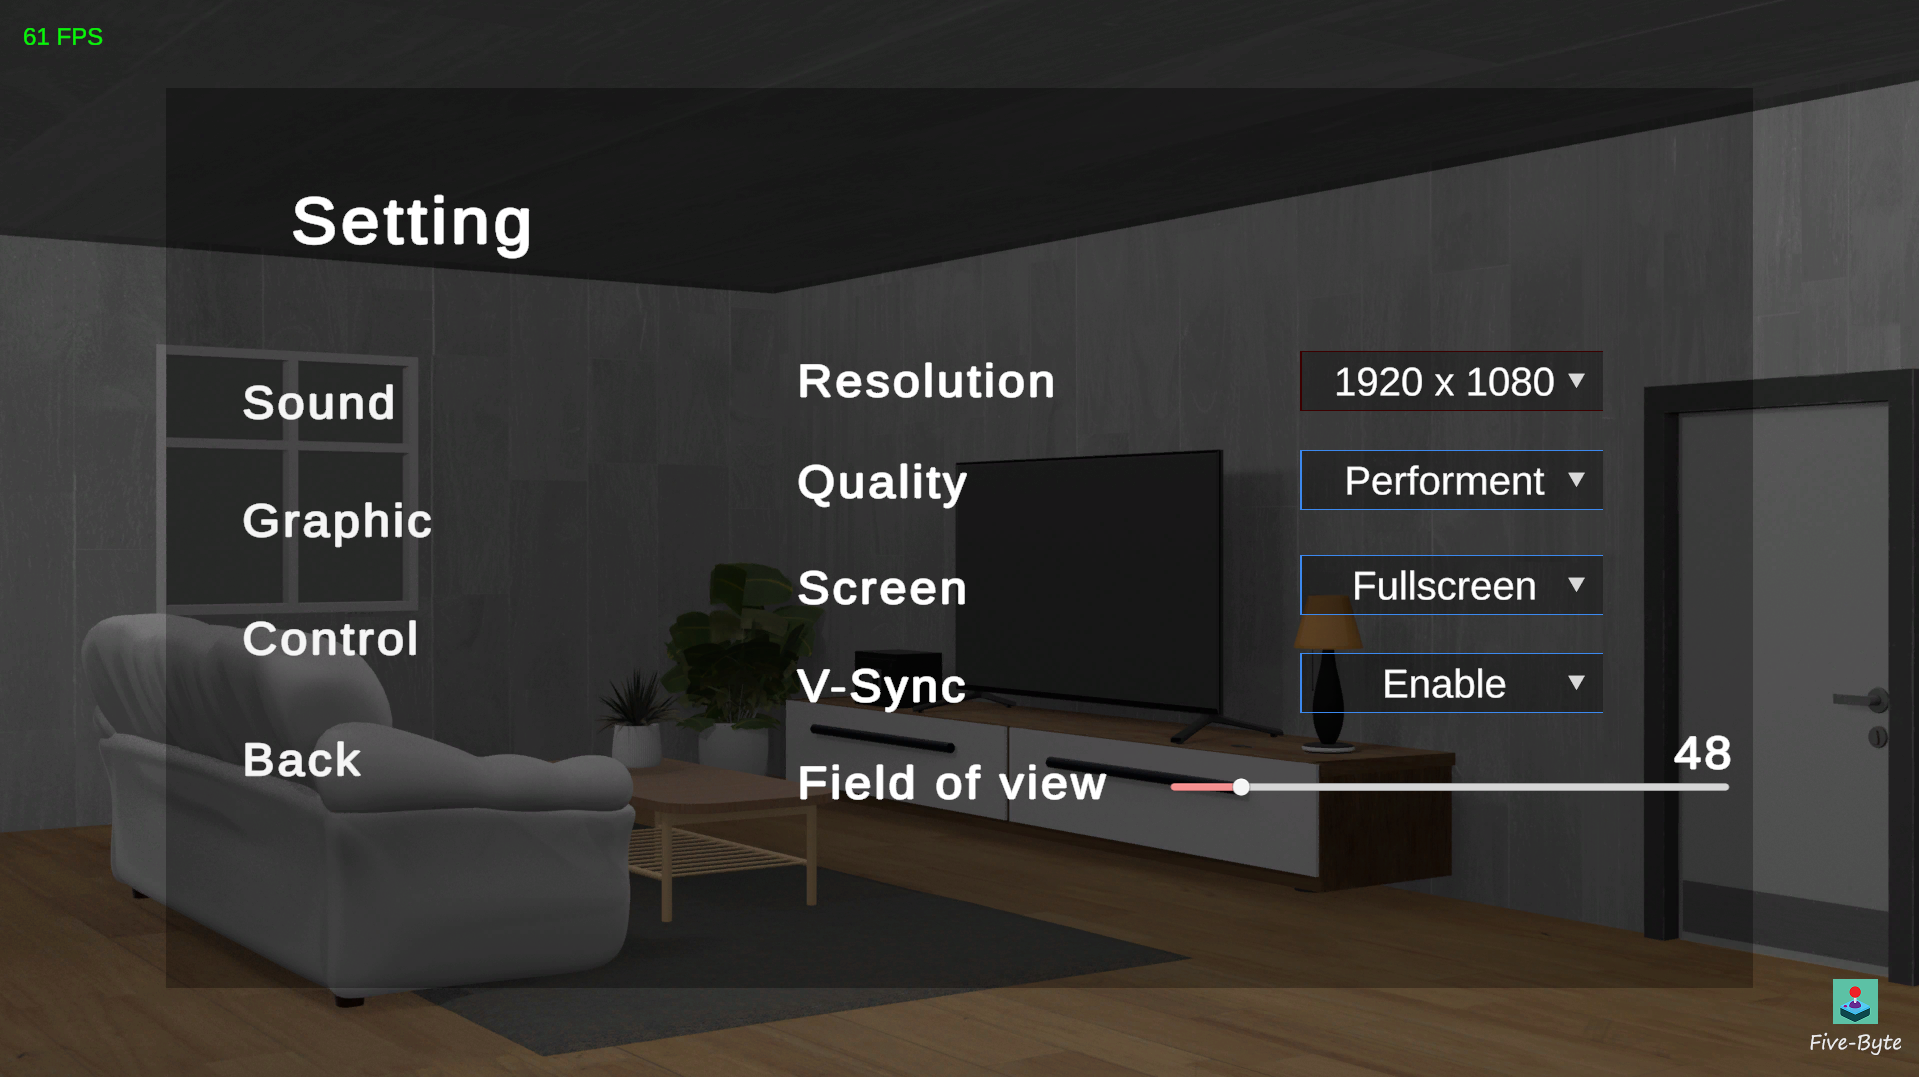 61 FPS
Setting
Sound
Graphic
Control
Back
Resolution
1920 x 1080
Quality
Performent
Screen
Fullscreen
V-Sync
Enable
Field of view
48
Five-Byte